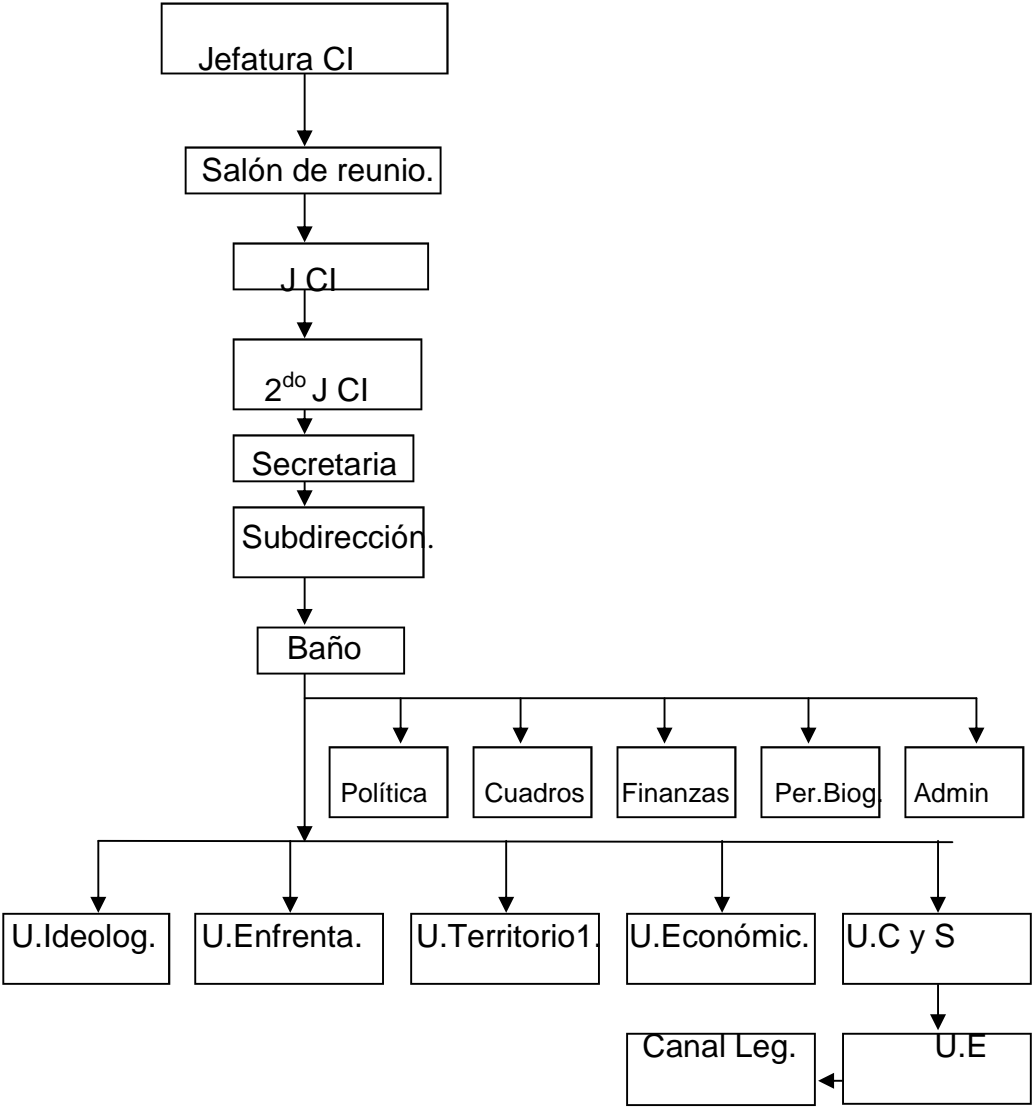 Jefatura CI
Salón de reunio.
J CI
2do J CI
Secretaria
Subdirección.
Baño
Política
Cuadros
Finanzas
Per.Biog.
Admin
U.Ideolog.
U.Enfrenta.
U.Territorio1.
U.Económic.
U.C y S
Canal Leg.
U.E